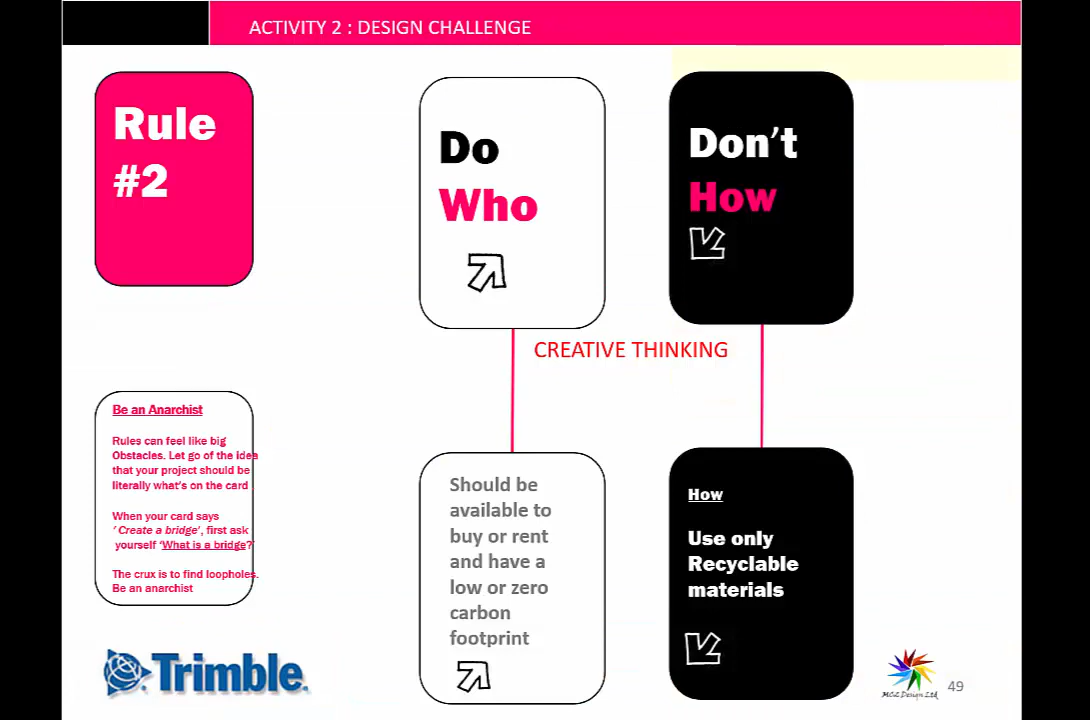 ACTIVITY 2 : DESIGN CHALLENGE
Rule
#2
Do
Who
Don't
How
CREATIVE THINKING
Be an Anarchist
Rules can feel like big
Obstacles. Let go of the idea
that your project should be
literally what's on the card
When your card says
'Create a bridge', first ask
yourself 'What is a bridge?'
The crux is to find loopholes.
Be an anarchist
Should be
available to
buy or rent
and have a
low or zero
carbon
footprint
How
Use only
Recyclable
materials
Trimble.
MCZ Design Ltd
49